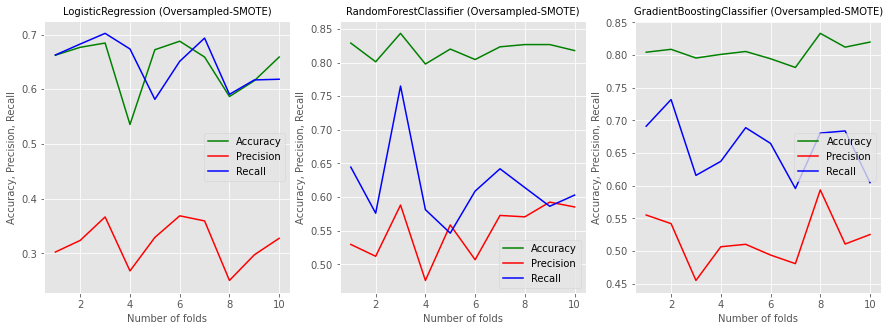 LogisticRegression (Oversampled-SMOTE)
Accuracy, Precision, Recall
0.7
0.6
0.5
0.4
0.3
Accuracy
Precision
Recall
2
4
6
8
10
Number of folds
RandomForestClassifier (Oversampled-SMOTE)
Accuracy, Precision, Recall
0.85
0.80
0.75
0.70
0.65
0.60
0.55
0.50
Accuracy
Precision
Recall
2
4
6
8
10
Number of folds
GradientBoostingClassifier (Oversampled-SMOTE)
Accuracy, Precision, Recall
0.85
0.80
0.75
0.70
0.65
0.60
0.55
0.50
0.45
Accuracy
Precision
Recall
2
4
6
8
10
Number of folds